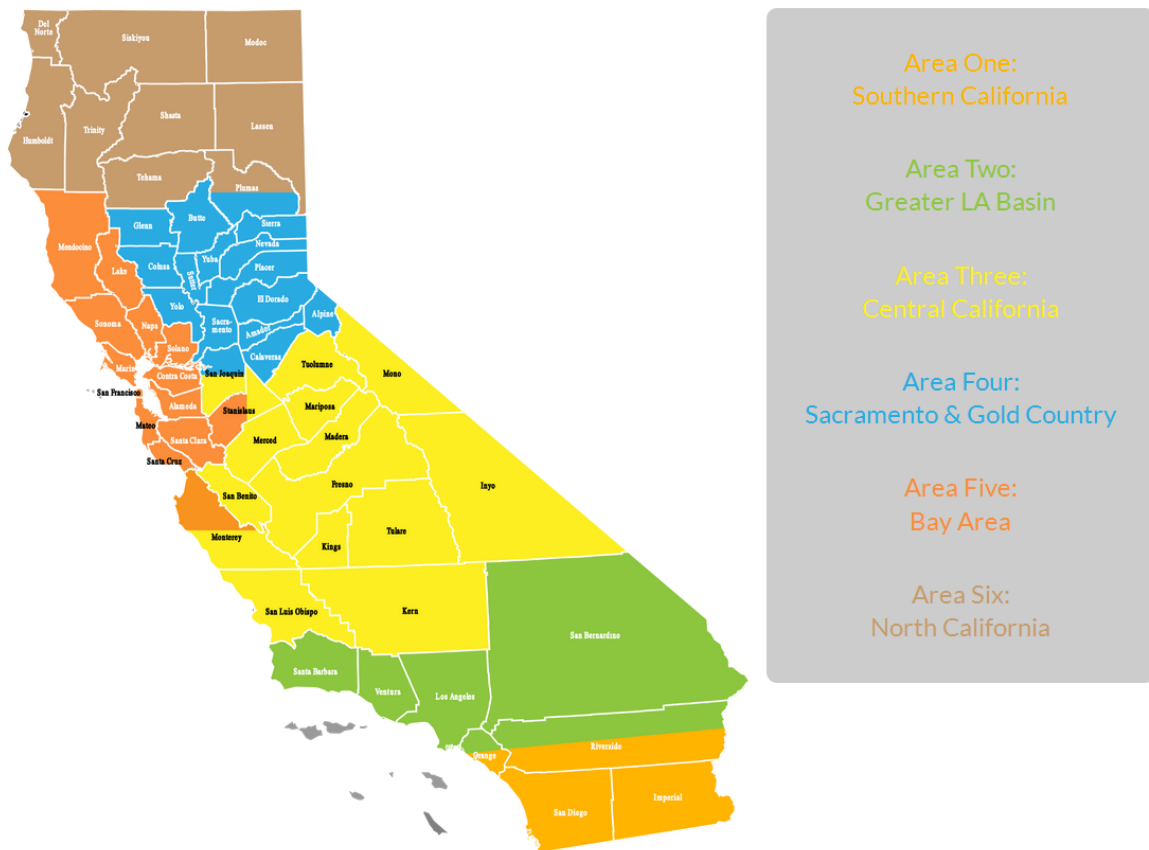 Del
Norte
Siskiyou
Modoc
Humboldt
Trinity
Shasta
Lassen
Tehama
Plumas
Mendocino
Glenn
Butte
Sierra
Nevada
Lake
Colusa
Sutter
Yuba
Placer
Yolo
El Dorado
Alpine
Sonoma
Napa
Sacra-
mento
Amador
Solano
Calaveras
Marin
Contra Costa
San Joaquin
Tuolumne
Mono
San Francisco
Alameda
Stanislaus
Mariposa
Mateo
Santa Clara
Merced
Madera
Santa Cruz
San Benito
Fresno
Inyo
Monterey
Kings
Tulare
San Luis Obispo
Kern
San Bernardino
Santa Barbara
Ventura
Los Angeles
Orange
Riverside
San Diego
Imperial
Area One:
Southern California
Area Two:
Greater LA Basin
Area Three:
Central California
Area Four:
Sacramento & Gold Country
Area Five:
Bay Area
Area Six:
North California